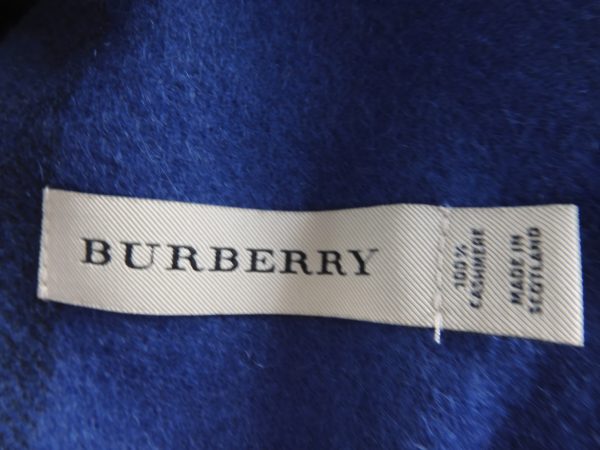 BURBERRY
100% CASHMERE
MADE IN
SCOTLAND